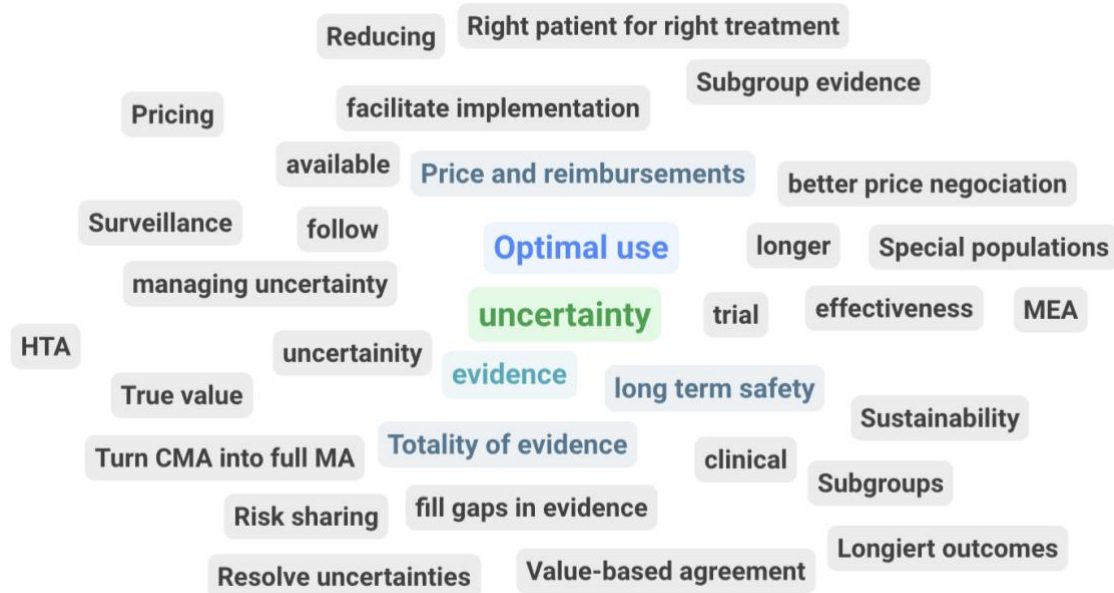 Reducing
Right patient for right treatment
Subgroup evidence
Pricing
facilitate implementation
available
Price and reimbursements
better price negociation
Surveillance
follow
Optimal use
longer
Special populations
managing uncertainty
uncertainty
trial
effectiveness
MEA
HTA
uncertainity
evidence
long term safety
True value
Sustainability
Turn CMA into full MA
Totality of evidence
clinical
Subgroups
Risk sharing
fill gaps in evidence
Longiert outcomes
Resolve uncertainties
Value-based agreement